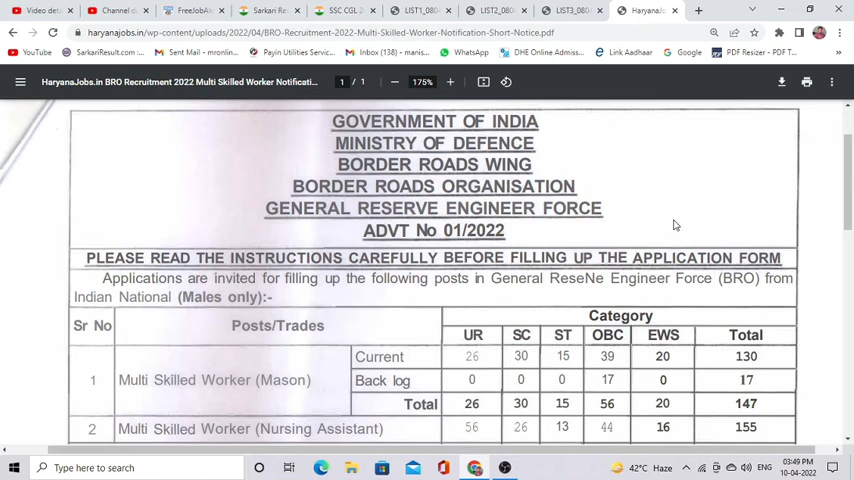 Video deta
Channel d
FreeJobAle
Sarkari Res
SSC CGL 2
LIST1_0804
LIST2_0804
LIST3_0804
HaryanaJo
haryanajobs.in/wp-content/uploads/2022/04/BRO-Recruitment-2022-Multi-Skilled-Worker-Notification-Short-Notice.pdf
YouTube
SarkariResult.com :...
Sent Mail - mronlin...
Payin Utilities Servic...
Inbox (138) - manis...
WhatsApp
DHE Online Admiss...
Link Aadhaar
Google
PDF Resizer - PDF...
HaryanaJobs.in BRO Recruitment 2022 Multi Skilled Worker Notificati...
1 / 1
175%
GOVERNMENT OF INDIA
MINISTRY OF DEFENCE
BORDER ROADS WING
BORDER ROADS ORGANISATION
GENERAL RESERVE ENGINEER FORCE
ADVT No 01/2022
PLEASE READ THE INSTRUCTIONS CAREFULLY BEFORE FILLING UP THE APPLICATION FORM
Applications are invited for filling up the following posts in General ReseNe Engineer Force (BRO) from
Indian National (Males only):-
Sr No Posts/Trades Category
UR SC ST OBC EWS Total
1 Multi Skilled Worker (Mason) Current 26 30 15 39 20 130
Back log 0 0 0 17 0 17
Total 26 30 15 56 20 147
2 Multi Skilled Worker (Nursing Assistant) 56 26 13 44 16 155
Type here to search
42°C Haze
ENG
03:49 PM
10-04-2022